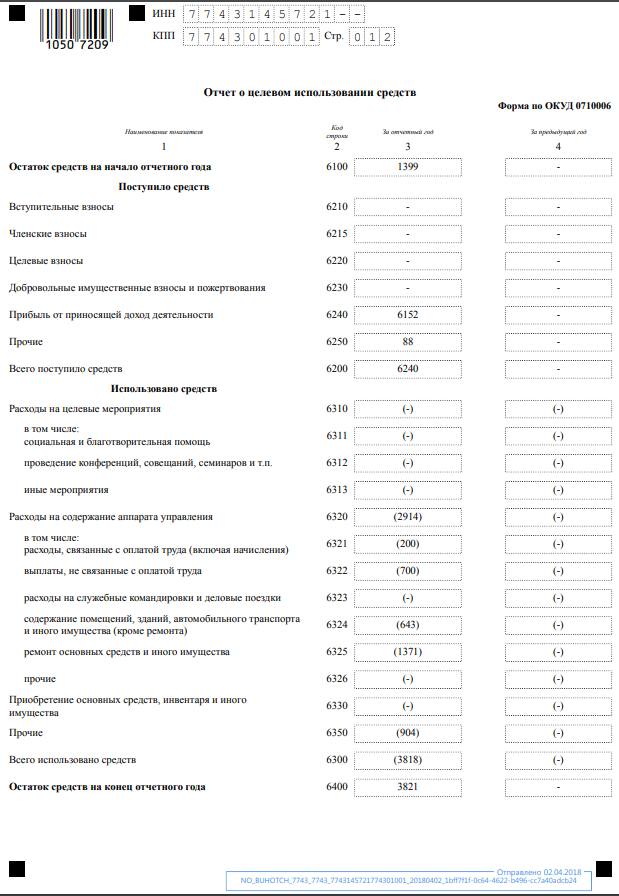 ИНН 7743145721--
1050 7209
КПП 774301001 Стр. 012
Отчет о целевом использовании средств
Форма по ОКУД 0710006
Наименование показателя Код строки За отчетный год За предыдущий год
1 2 3 4
Остаток средств на начало отчетного года 6100 1399 -
Поступило средств
Вступительные взносы 6210 - -
Членские взносы 6215 - -
Целевые взносы 6220 - -
Добровольные имущественные взносы и пожертвования 6230 - -
Прибыль от приносящей доход деятельности 6240 6152 -
Прочие 6250 88 -
Всего поступило средств 6200 6240 -
Использовано средств
Расходы на целевые мероприятия 6310 (-) (-)
в том числе:
социальная и благотворительная помощь 6311 (-) (-)
проведение конференций, совещаний, семинаров и т.п. 6312 (-) (-)
иные мероприятия 6313 (-) (-)
Расходы на содержание аппарата управления 6320 (2914) (-)
в том числе:
расходы, связанные с оплатой труда (включая начисления) 6321 (200) (-)
выплаты, не связанные с оплатой труда 6322 (700) (-)
расходы на служебные командировки и деловые поездки 6323 (-) (-)
содержание помещений, зданий, автомобильного транспорта
и иного имущества (кроме ремонта) 6324 (643) (-)
ремонт основных средств и иного имущества 6325 (1371) (-)
прочие 6326 (-) (-)
Приобретение основных средств, инвентаря и иного
имущества 6330 (-) (-)
Прочие 6350 (904) (-)
Всего использовано средств 6300 (3818) (-)
Остаток средств на конец отчетного года 6400 3821 -
Отправлено 02.04.2018
NO_BUHOTCH_7743_7743_7743145721774301001_20180402_1bff7f1f-0c64-4622-b496-cc7a40adcb24